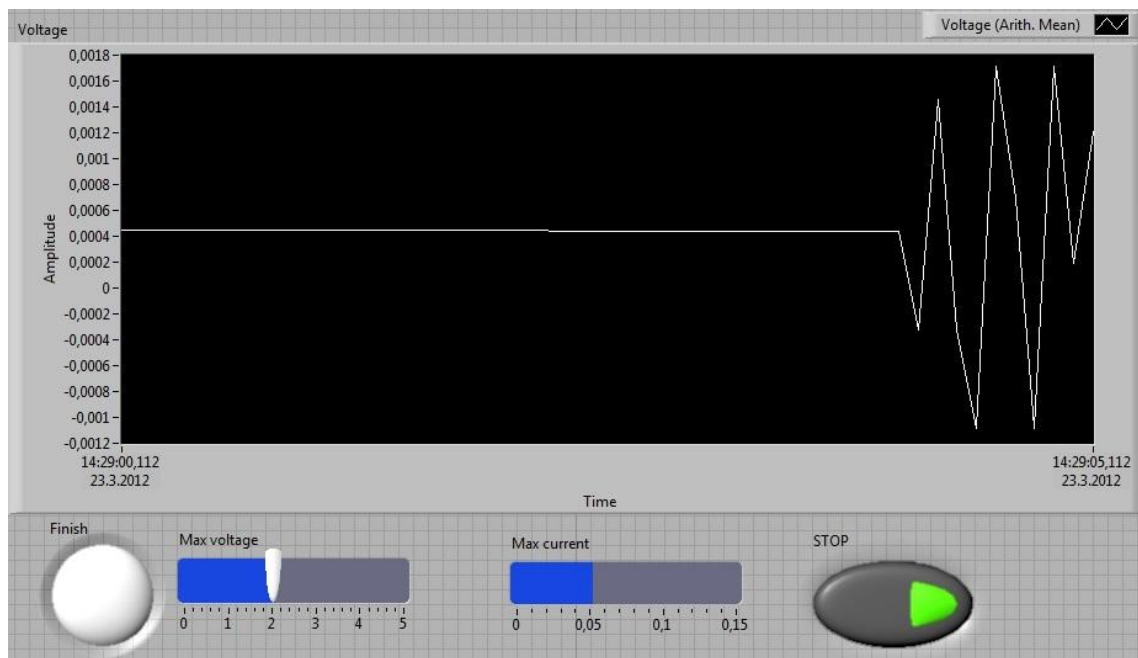 Voltage
Voltage (Arith. Mean)
0,0018
0,0016
0,0014
0,0012
0,001
0,0008
0,0006
0,0004
0,0002
0
-0,0002
-0,0004
-0,0006
-0,0008
-0,001
-0,0012
Amplitude
14:29:00,112
23.3.2012
14:29:05,112
23.3.2012
Time
Finish
Max voltage
0 1 2 3 4 5
Max current
0 0,05 0,1 0,15
STOP